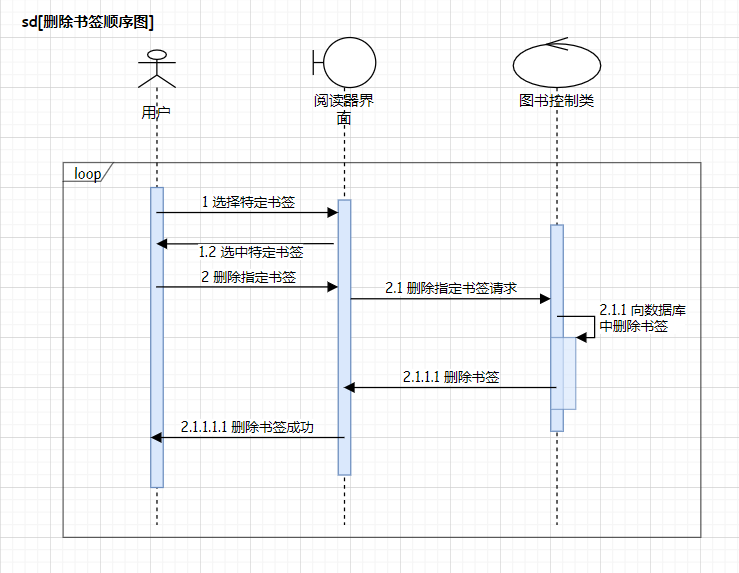 sd[删除书签顺序图]
用户
阅读器界
面
图书控制类
loop
1 选择特定书签
1.2 选中特定书签
2 删除指定书签
2.1 删除指定书签请求
2.1.1 向数据库
中删除书签
2.1.1.1 删除书签
2.1.1.1.1 删除书签成功